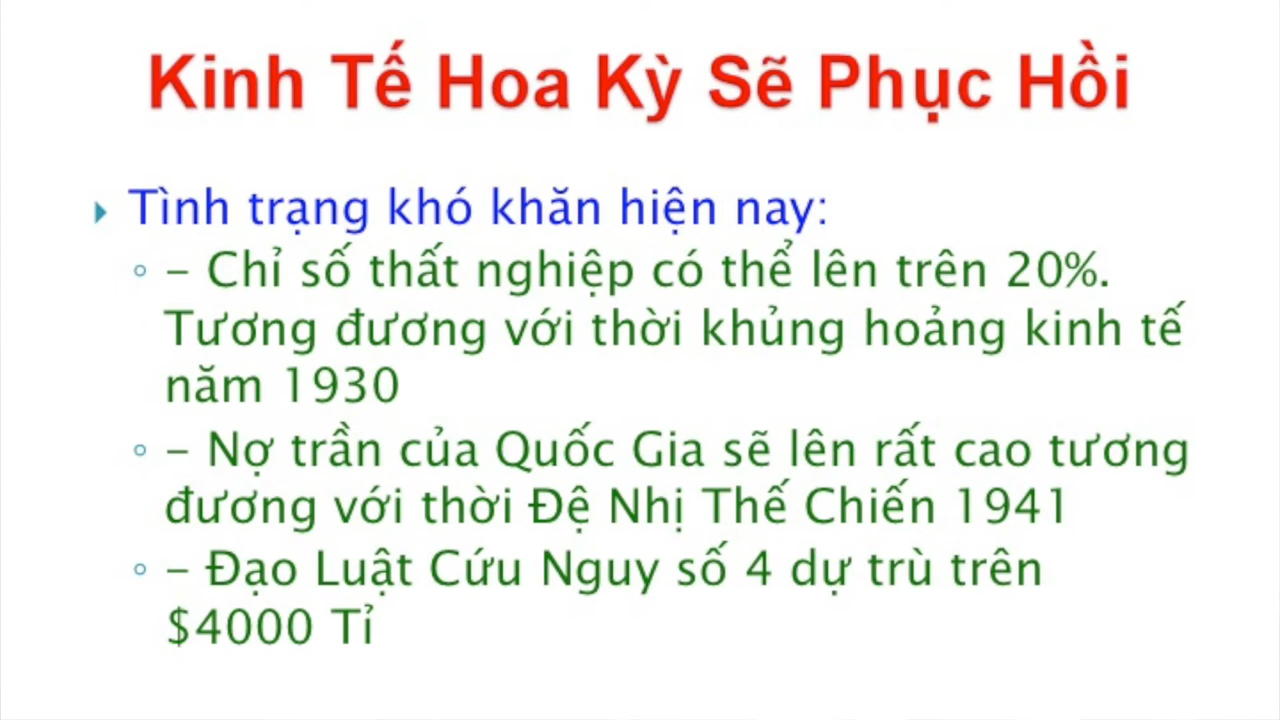 Kinh Tế Hoa Kỳ Sẽ Phục Hồi
Tình trạng khó khăn hiện nay:
– Chỉ số thất nghiệp có thể lên trên 20%.
Tương đương với thời khủng hoảng kinh tế
năm 1930
– Nợ trần của Quốc Gia sẽ lên rất cao tương
đương với thời Đệ Nhị Thế Chiến 1941
– Đạo Luật Cứu Nguy số 4 dự trù trên
$4000 Tỉ